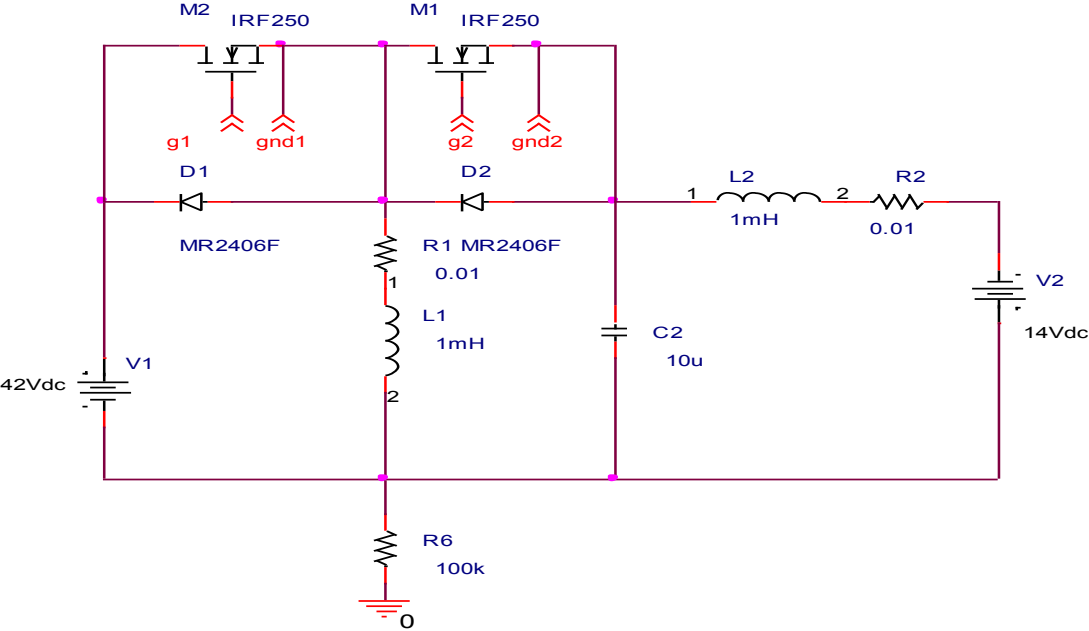 M2
IRF250
M1
IRF250
g1
gnd1
g2
gnd2
D1
D2
1
L2
2
R2
1mH
0.01
MR2406F
R1 MR2406F
0.01
1
L1
1mH
2
C2
10u
V2
14Vdc
V1
42Vdc
+
-
-
+
R6
100k
0